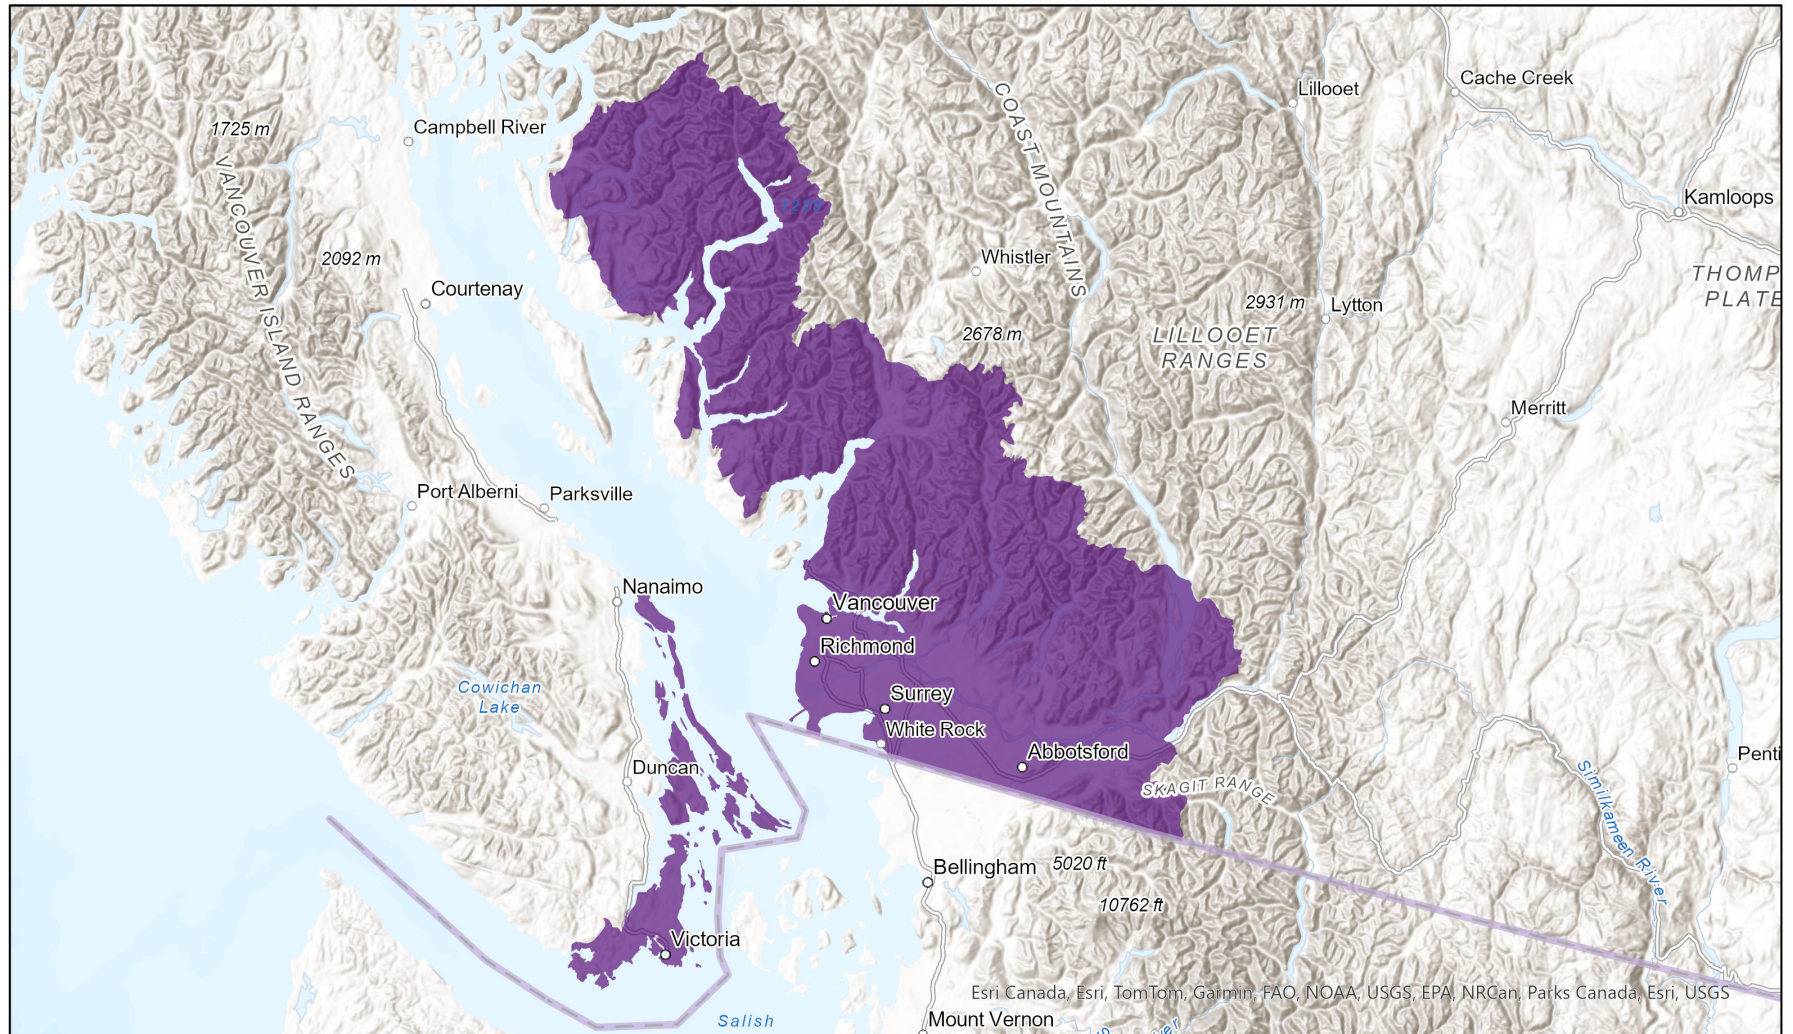 Cache Creek
Lillooet
1725 m
Campbell River
COAST MOUNTAINS
VANCOUVER ISLAND RANGES
Kamloops
2092 m
Whistler
THOMP
PLATE
Courtenay
2931 m
Lytton
2678 m
LILLOOET
RANGES
Merritt
Port Alberni
Parksville
Nanaimo
Vancouver
Richmond
Cowichan
Lake
Surrey
White Rock
Abbotsford
Penti
Duncan
SKAGIT RANGE
Similkameen River
Bellingham
5020 ft
10762 ft
Victoria
Esri Canada, Esri, TomTom, Garmin, FAO, NOAA, USGS, EPA, NRCan, Parks Canada, Esri, USGS
Salish
Mount Vernon